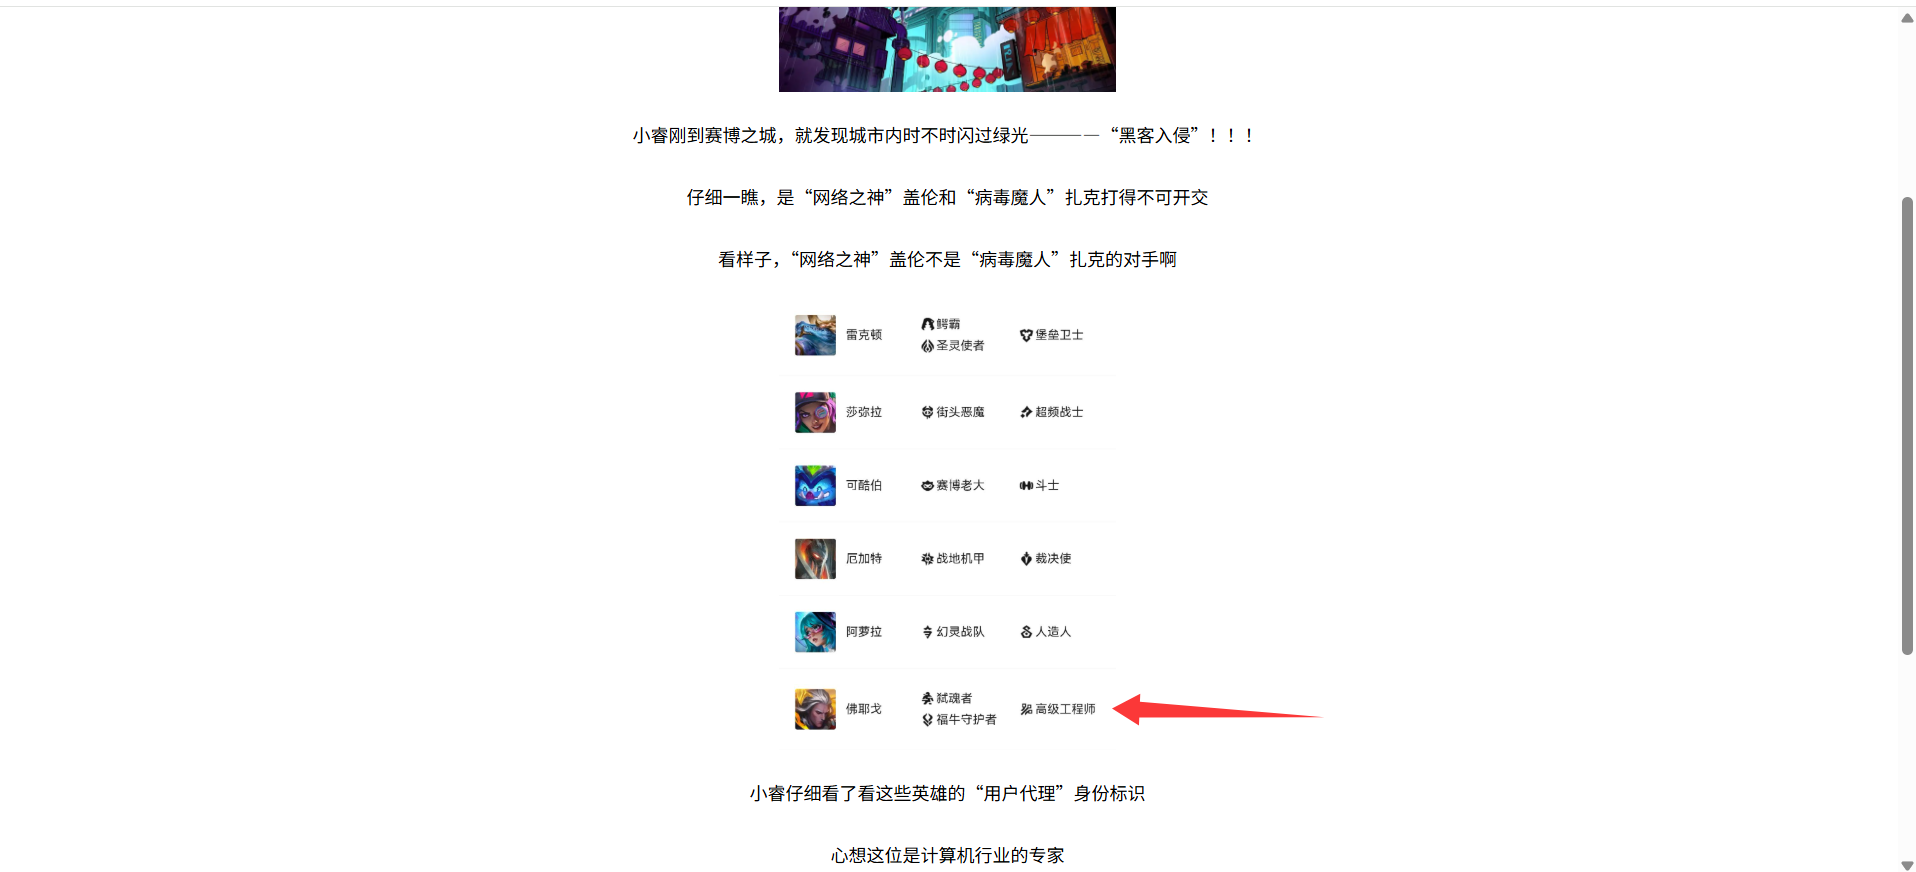 小睿刚到赛博之城，就发现城市内时不时闪过绿光————“黑客入侵”！！！
仔细一瞧，是“网络之神”盖伦和“病毒魔人”扎克打得不可开交
看样子，“网络之神”盖伦不是“病毒魔人”扎克的对手啊
雷克顿 鳄霸 圣灵使者 堡垒卫士
莎弥拉 街头恶魔 超频战士
可酷伯 赛博老大 斗士
厄加特 战地机甲 裁决使
阿萝拉 幻灵战队 人造人
佛耶戈 弑魂者 福牛守护者 高级工程师
小睿仔细看了看这些英雄的“用户代理”身份标识
心想这位是计算机行业的专家